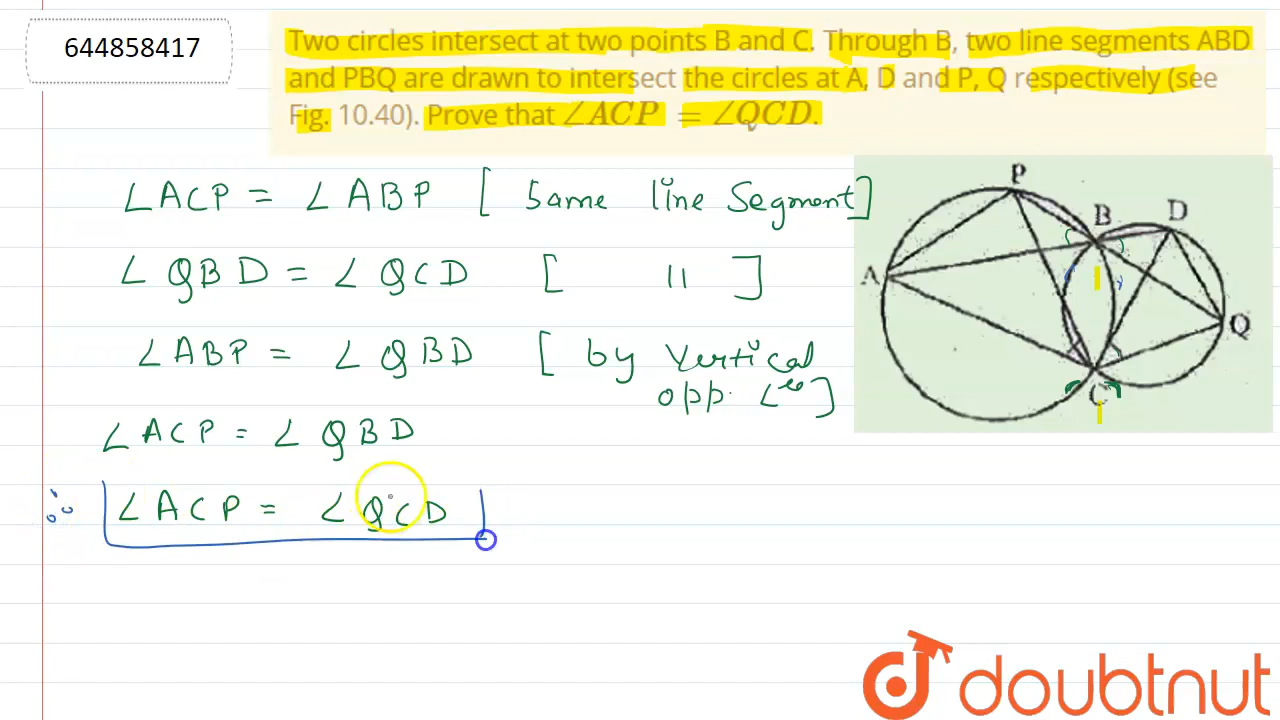 644858417
Two circles intersect at two points B and C. Through B, two line segments ABD
and PBQ are drawn to intersect the circles at A, D and P, Q respectively (see
Fig. 10.40). Prove that ∠ACP = ∠QCD.
∠ACP = ∠ABP [Same line Segment]
∠QBD = ∠QCD [ 11 ]
∠ABP = ∠QBD [by Vertical
opp. ∠es]
∠ACP = ∠QBD
∴ ∠ACP = ∠QCD
P
B
D
A
Q
C
doubtnut